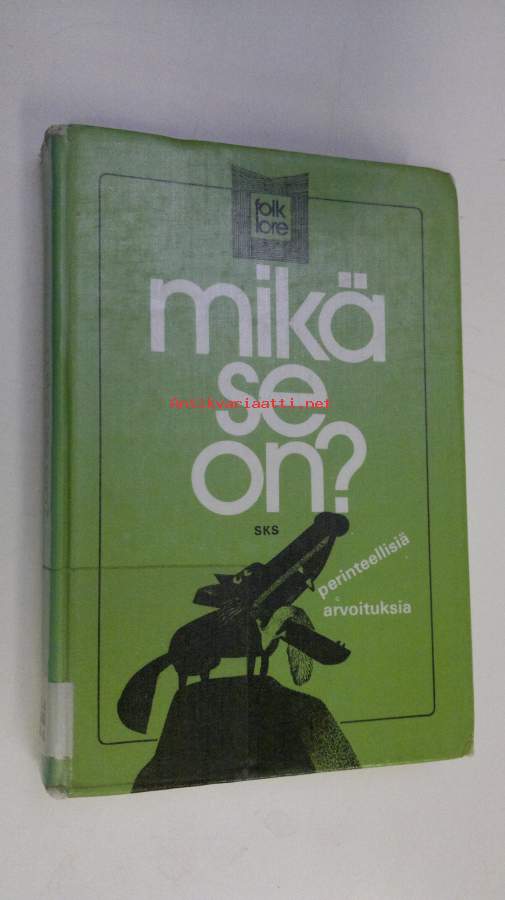 folk
lore
mikä
se
Antikvariaatti.net
on?
SKS
perinteellisiä
arvoituksia